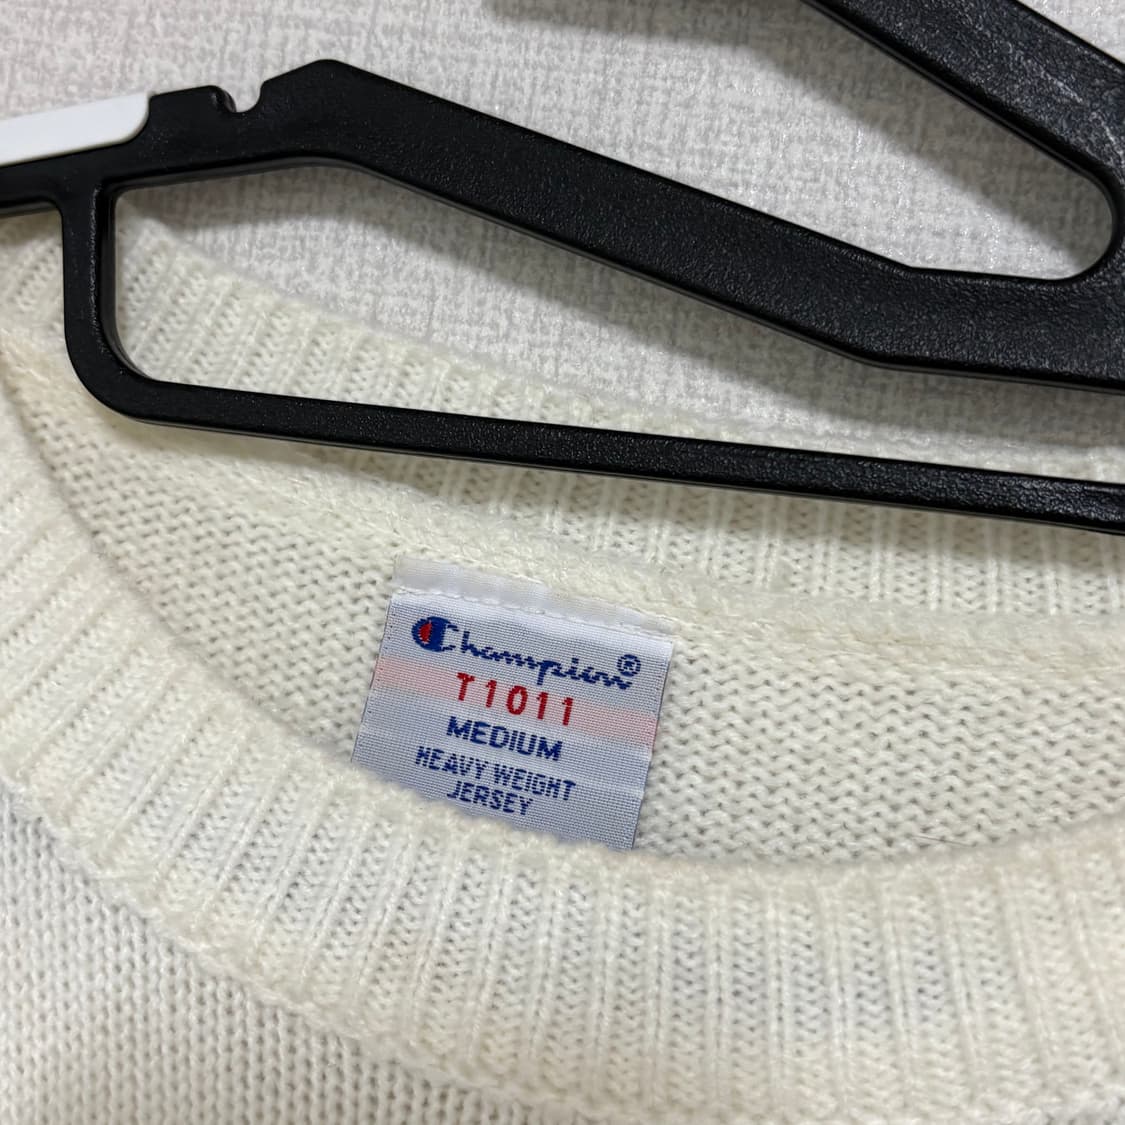 Champion®
T1011
MEDIUM
HEAVY WEIGHT
JERSEY